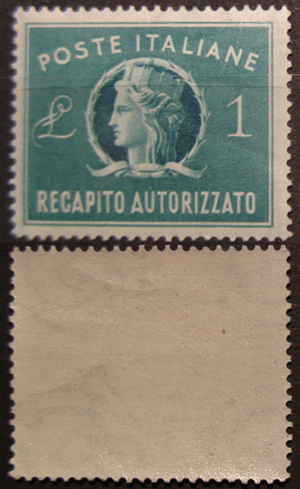 POSTE ITALIANE
£ 1
RECAPITO AUTORIZZATO